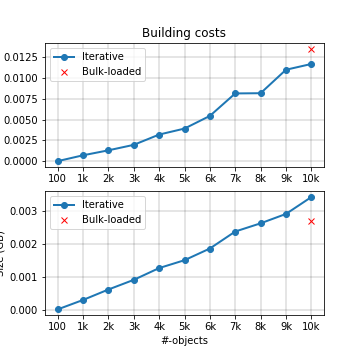 Building costs
Iterative
Bulk-loaded
0.0125
0.0100
0.0075
0.0050
0.0025
0.0000
100 1k 2k 3k 4k 5k 6k 7k 8k 9k 10k
Iterative
Bulk-loaded
0.003
0.002
0.001
0.000
100 1k 2k 3k 4k 5k 6k 7k 8k 9k 10k
#-objects